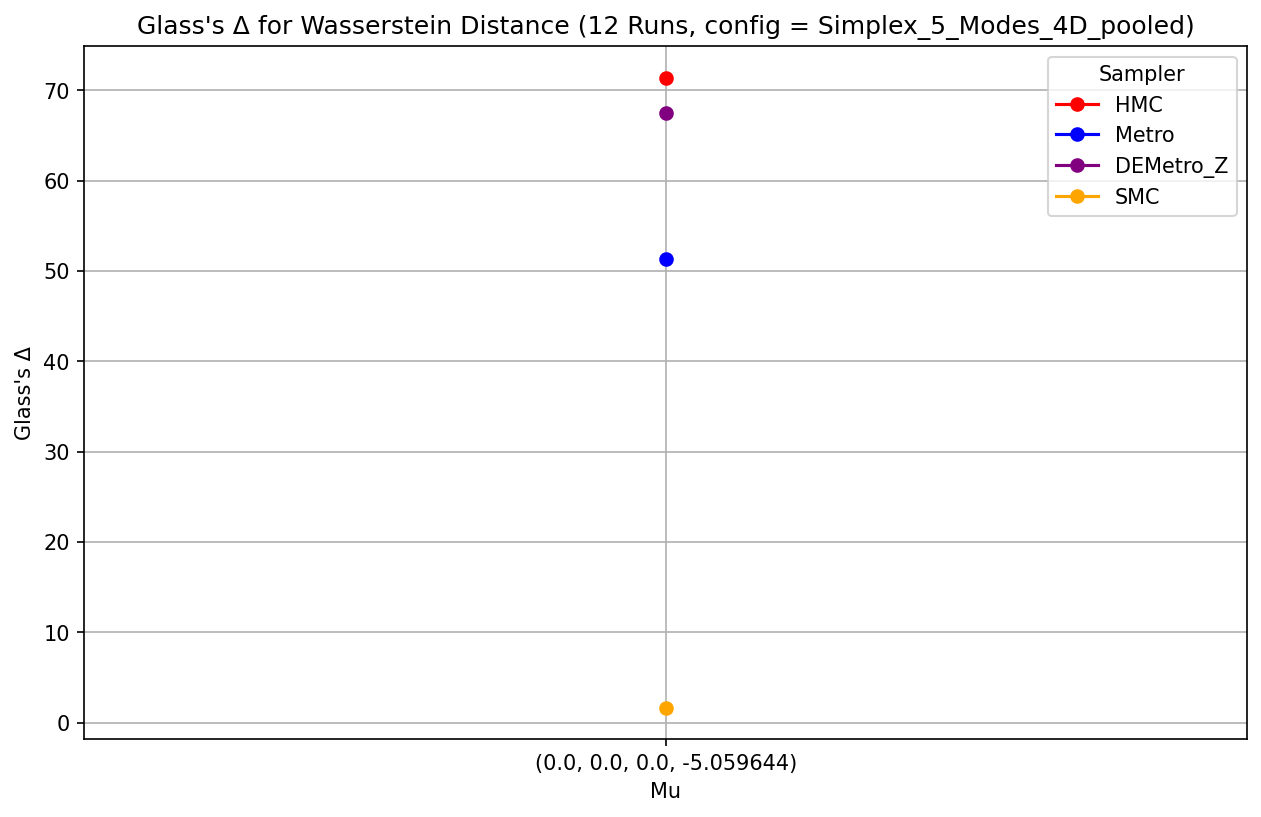 Glass's Δ for Wasserstein Distance (12 Runs, config = Simplex_5_Modes_4D_pooled)
Sampler
HMC
Metro
DEMetro_Z
SMC
Glass's Δ
70
60
50
40
30
20
10
0
(0.0, 0.0, 0.0, -5.059644)
Mu